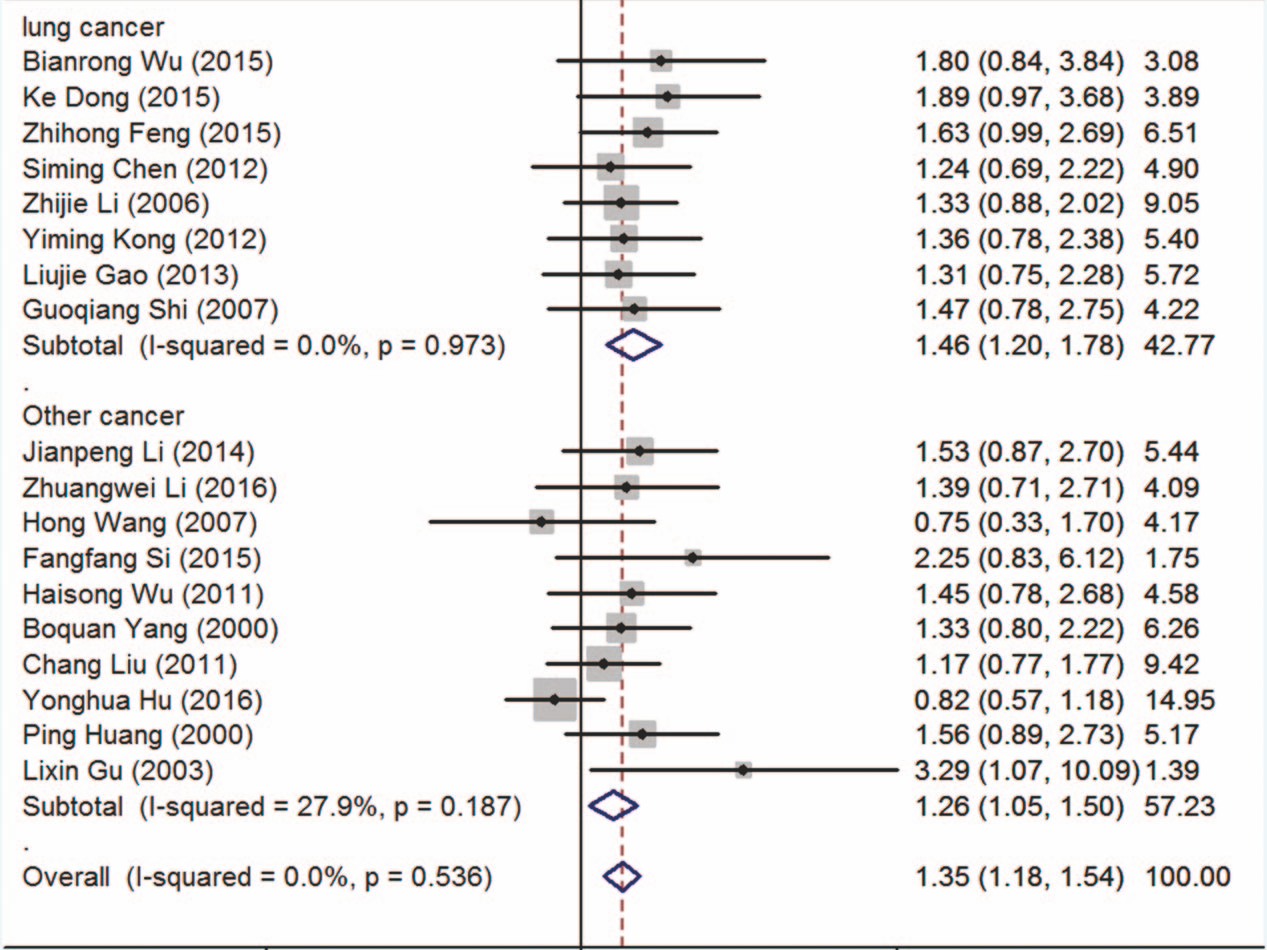 lung cancer
Bianrong Wu (2015) 1.80 (0.84, 3.84) 3.08
Ke Dong (2015) 1.89 (0.97, 3.68) 3.89
Zhihong Feng (2015) 1.63 (0.99, 2.69) 6.51
Siming Chen (2012) 1.24 (0.69, 2.22) 4.90
Zhijie Li (2006) 1.33 (0.88, 2.02) 9.05
Yiming Kong (2012) 1.36 (0.78, 2.38) 5.40
Liujie Gao (2013) 1.31 (0.75, 2.28) 5.72
Guoqiang Shi (2007) 1.47 (0.78, 2.75) 4.22
Subtotal (I-squared = 0.0%, p = 0.973) 1.46 (1.20, 1.78) 42.77
.
Other cancer
Jianpeng Li (2014) 1.53 (0.87, 2.70) 5.44
Zhuangwei Li (2016) 1.39 (0.71, 2.71) 4.09
Hong Wang (2007) 0.75 (0.33, 1.70) 4.17
Fangfang Si (2015) 2.25 (0.83, 6.12) 1.75
Haisong Wu (2011) 1.45 (0.78, 2.68) 4.58
Boquan Yang (2000) 1.33 (0.80, 2.22) 6.26
Chang Liu (2011) 1.17 (0.77, 1.77) 9.42
Yonghua Hu (2016) 0.82 (0.57, 1.18) 14.95
Ping Huang (2000) 1.56 (0.89, 2.73) 5.17
Lixin Gu (2003) 3.29 (1.07, 10.09) 1.39
Subtotal (I-squared = 27.9%, p = 0.187) 1.26 (1.05, 1.50) 57.23
.
Overall (I-squared = 0.0%, p = 0.536) 1.35 (1.18, 1.54) 100.00